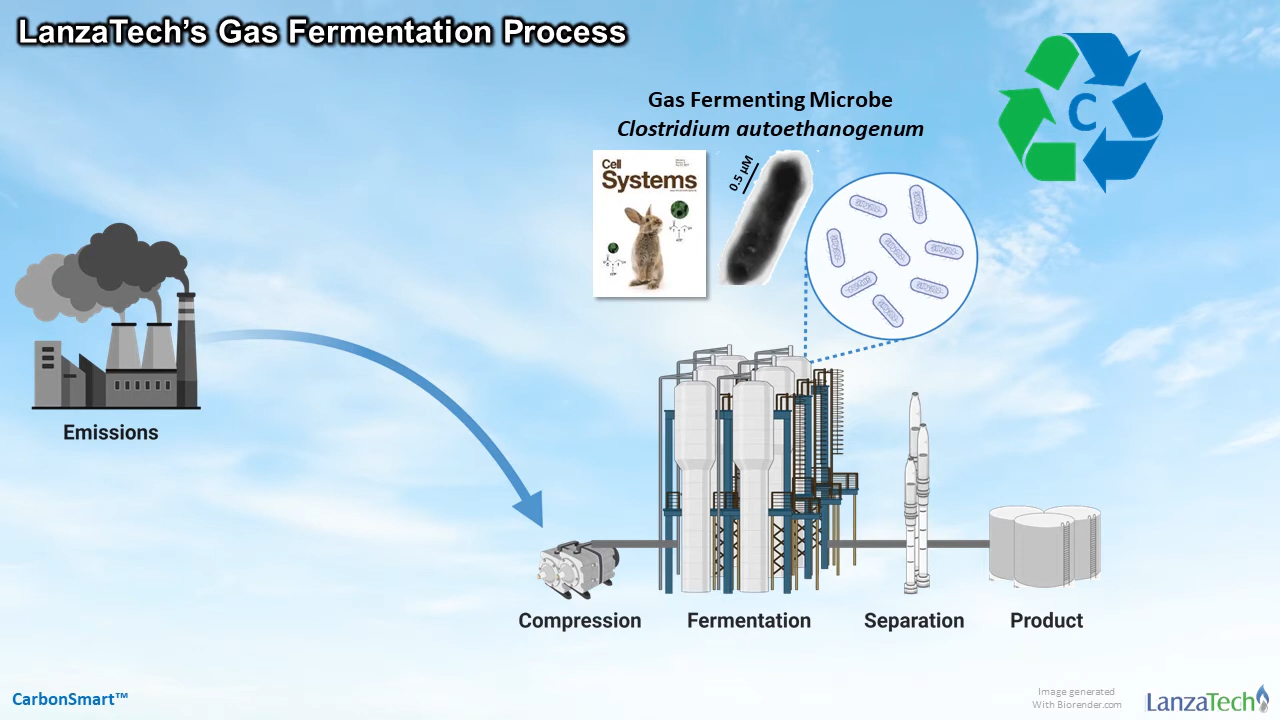 LanzaTech’s Gas Fermentation Process
Gas Fermenting Microbe
Clostridium autoethanogenum
Cell
Systems
0.5 µM
C
Emissions
Compression
Fermentation
Separation
Product
CarbonSmart™
Image generated
With Biorender.com
LanzaTech